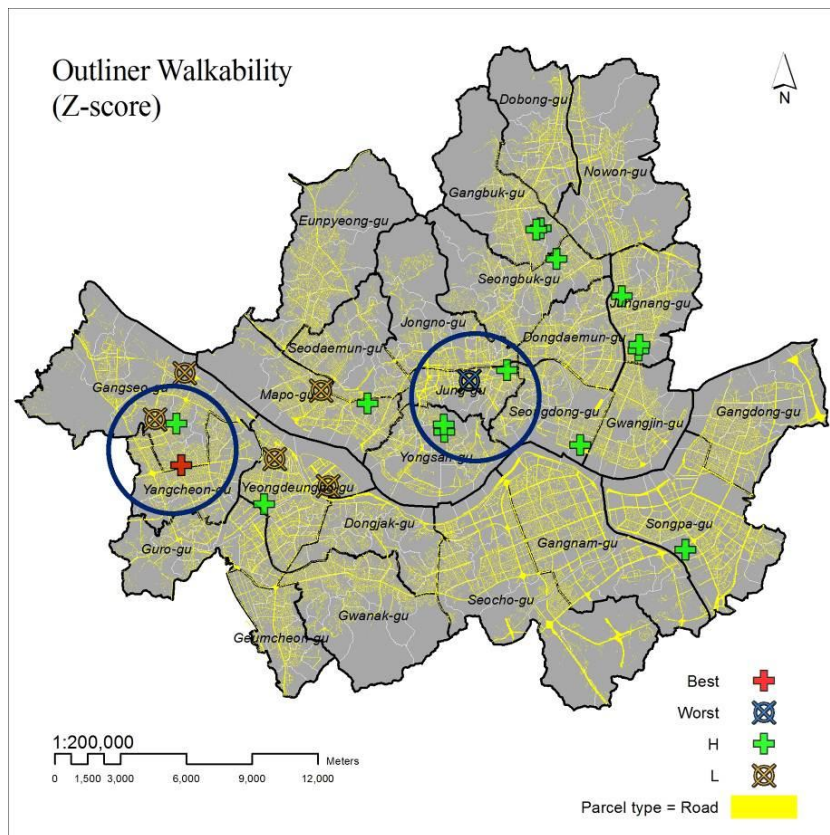 Outliner Walkability
(Z-score)
N
Dobong-gu
Nowon-gu
Gangbuk-gu
Eunpyeong-gu
Seongbuk-gu
Jungnang-gu
Jongno-gu
Dongdaemun-gu
Seodaemun-gu
Gangseo-gu
Mapo-gu
Jung-gu
Seongdong-gu
Gwangjin-gu
Gangdong-gu
Yongsan-gu
Yangcheon-gu
Yeongdeungpo-gu
Dongjak-gu
Songpa-gu
Guro-gu
Gangnam-gu
Seocho-gu
Gwanak-gu
Geumcheon-gu
Best
Worst
H
L
Parcel type = Road
1:200,000
Meters
0 1,500 3,000 6,000 9,000 12,000